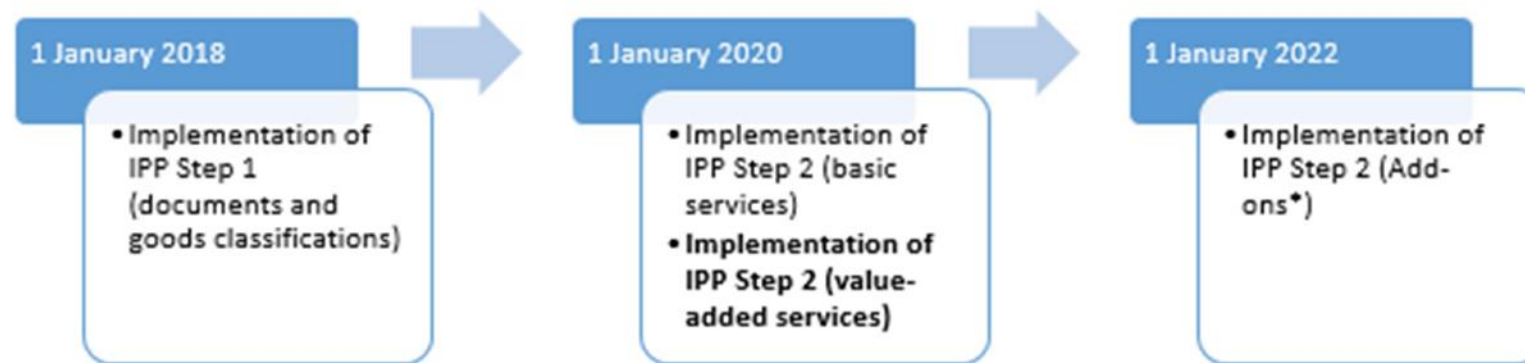 1 January 2018
• Implementation of
IPP Step 1
(documents and
goods classifications)
1 January 2020
• Implementation of
IPP Step 2 (basic
services)
• Implementation of
IPP Step 2 (value-
added services)
1 January 2022
• Implementation of
IPP Step 2 (Add-
ons*)